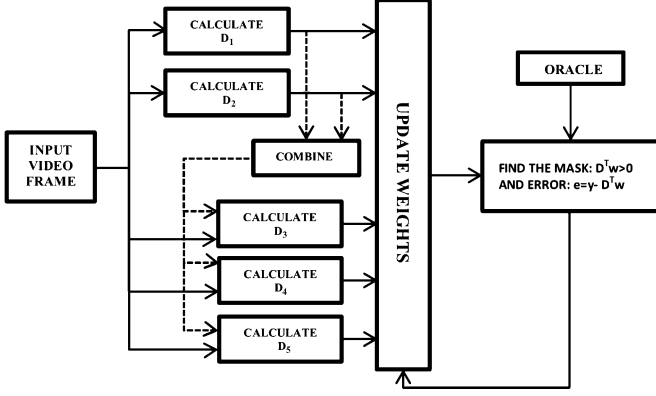 INPUT
VIDEO
FRAME
CALCULATE
D1
CALCULATE
D2
COMBINE
CALCULATE
D3
CALCULATE
D4
CALCULATE
D5
UPDATE WEIGHTS
ORACLE
FIND THE MASK: Dᵀw>0
AND ERROR: e=y- Dᵀw